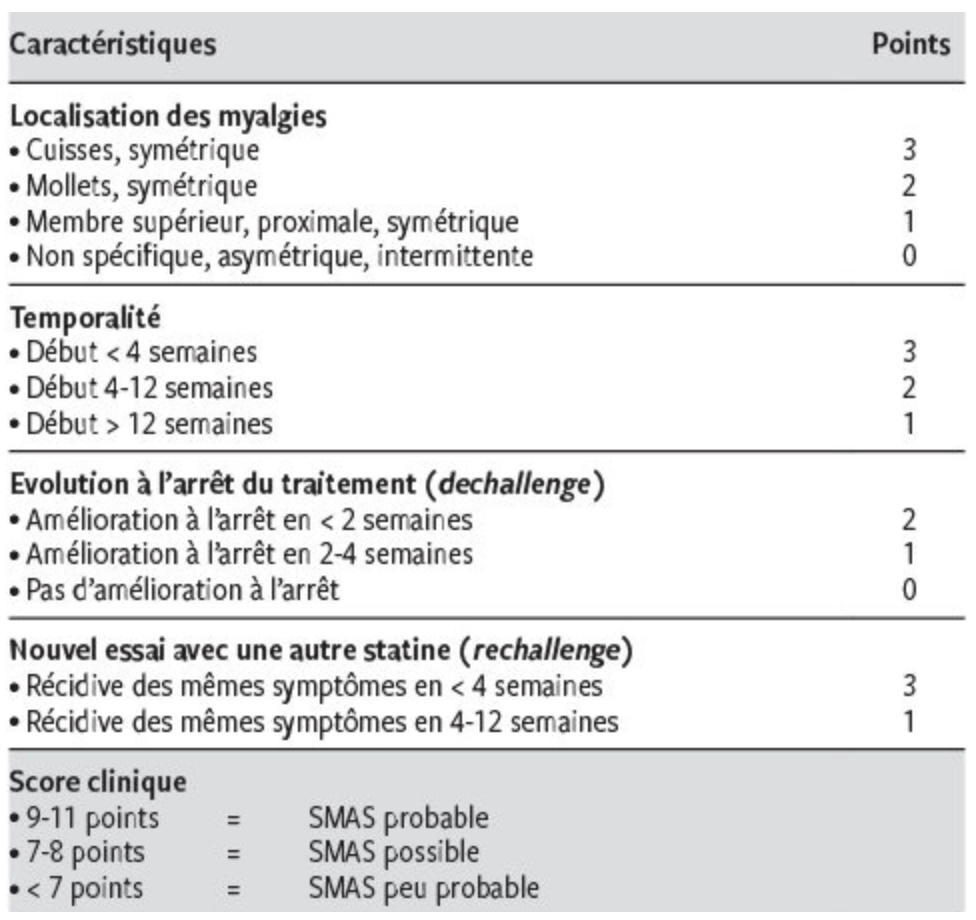 Caractéristiques Points
Localisation des myalgies
• Cuisses, symétrique 3
• Mollets, symétrique 2
• Membre supérieur, proximale, symétrique 1
• Non spécifique, asymétrique, intermittente 0
Temporalité
• Début < 4 semaines 3
• Début 4-12 semaines 2
• Début > 12 semaines 1
Evolution à l'arrêt du traitement (dechallenge)
• Amélioration à l'arrêt en < 2 semaines 2
• Amélioration à l'arrêt en 2-4 semaines 1
• Pas d'amélioration à l'arrêt 0
Nouvel essai avec une autre statine (rechallenge)
• Récidive des mêmes symptômes en < 4 semaines 3
• Récidive des mêmes symptômes en 4-12 semaines 1
Score clinique
• 9-11 points = SMAS probable
• 7-8 points = SMAS possible
• < 7 points = SMAS peu probable